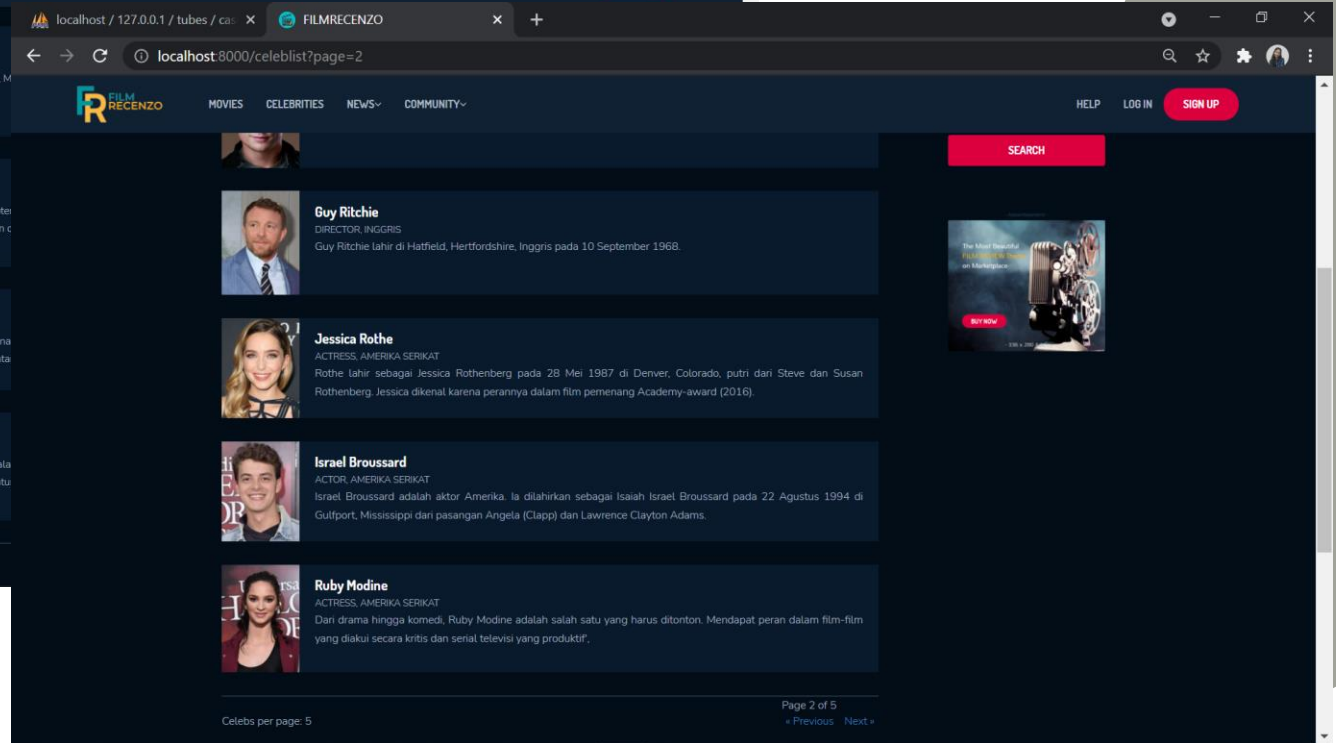 localhost / 127.0.0.1 / tubes / cas
FILMRECENZO
localhost:8000/celeblist?page=2
FILM
RECENZO
MOVIES
CELEBRITIES
NEWS
COMMUNITY
HELP
LOG IN
SIGN UP
SEARCH
Guy Ritchie
DIRECTOR, INGGRIS
Guy Ritchie lahir di Hatfield, Hertfordshire, Inggris pada 10 September 1968.
The Most Beautiful
on Marketplace
BUY NOW
Jessica Rothe
ACTRESS, AMERIKA SERIKAT
Rothe lahir sebagai Jessica Rothenberg pada 28 Mei 1987 di Denver, Colorado, putri dari Steve dan Susan
Rothenberg. Jessica dikenal karena perannya dalam film pemenang Academy-award (2016).
Israel Broussard
ACTOR, AMERIKA SERIKAT
Israel Broussard adalah aktor Amerika. Ia dilahirkan sebagai Isaiah Israel Broussard pada 22 Agustus 1994 di
Gulfport, Mississippi dari pasangan Angela (Clapp) dan Lawrence Clayton Adams.
Ruby Modine
ACTRESS, AMERIKA SERIKAT
Dari drama hingga komedi, Ruby Modine adalah salah satu yang harus ditonton. Mendapat peran dalam film-film
yang diakui secara kritis dan serial televisi yang produktif",
Page 2 of 5
Celebs per page: 5
« Previous Next »